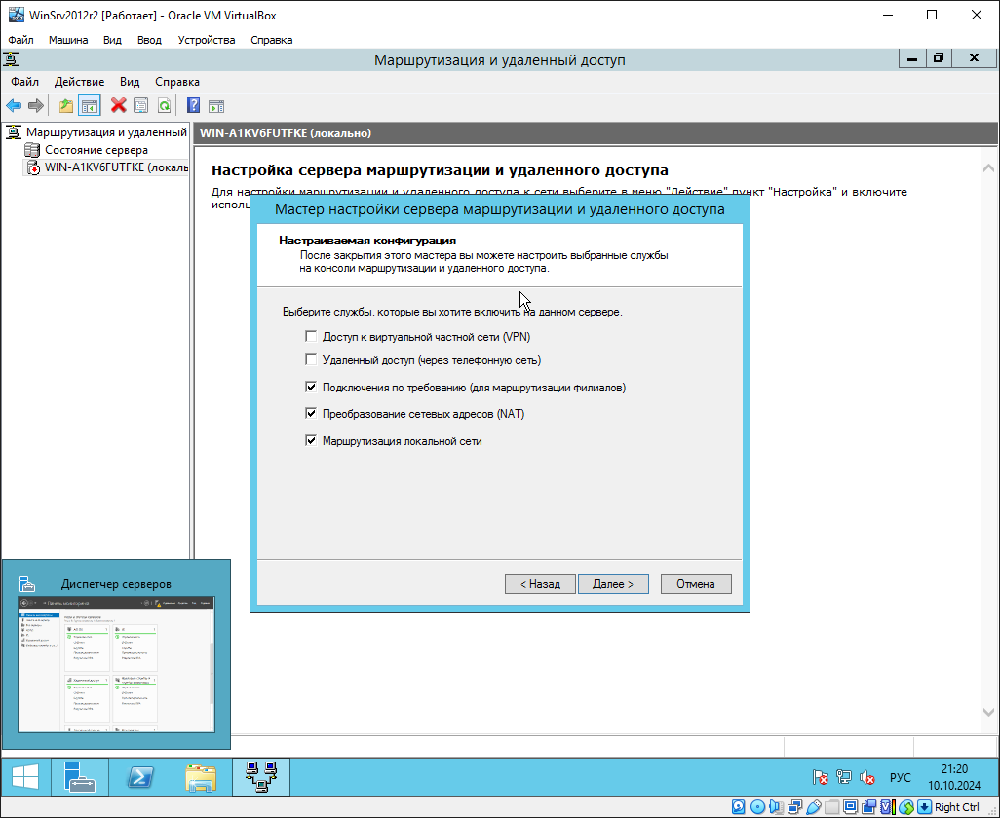 WinSrv2012r2 [Работает] - Oracle VM VirtualBox
Файл Машина Вид Ввод Устройства Справка
Маршрутизация и удаленный доступ
Файл Действие Вид Справка
Маршрутизация и удаленный
Состояние сервера
WIN-A1KV6FUTFKE (локаль
WIN-A1KV6FUTFKE (локально)
Настройка сервера маршрутизации и удаленного доступа
Для настройки маршрутизации и удаленного доступа к сети выберите в меню "Действие" пункт "Настройка" и включите
исполь
Мастер настройки сервера маршрутизации и удаленного доступа
Настраиваемая конфигурация
После закрытия этого мастера вы можете настроить выбранные службы
на консоли маршрутизации и удаленного доступа.
Выберите службы, которые вы хотите включить на данном сервере.
Доступ к виртуальной частной сети (VPN)
Удаленный доступ (через телефонную сеть)
Подключения по требованию (для маршрутизации филиалов)
Преобразование сетевых адресов (NAT)
Маршрутизация локальной сети
< Назад Далее > Отмена
Диспетчер серверов
РУС
21:20
10.10.2024
Right Ctrl